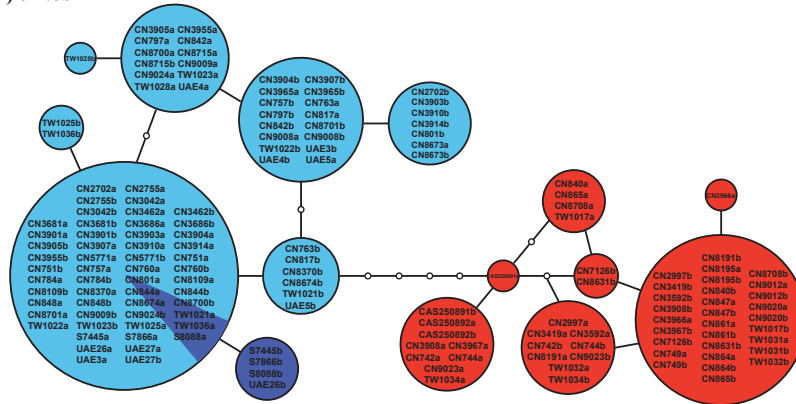 TW1028b
CN3905a CN3955a
CN797a CN842a
CN8700a CN8715a
CN8715b CN9009a
CN9024a TW1023a
TW1028a UAE4a
CN3904b CN3907b
CN3965a CN3965b
CN757b CN763a
CN797b CN817a
CN842b CN8701b
CN9008a CN9008b
TW1022b UAE3b
UAE4b UAE5a
CN2702b
CN3903b
CN3910b
CN3914b
CN801b
CN8673a
CN8673b
TW1025b
TW1036b
CN2702a CN2755a
CN2755b CN3042a
CN3042b CN3462a CN3462b
CN3681a CN3681b CN3686a CN3686b
CN3901a CN3901b CN3903a CN3904a
CN3905b CN3907a CN3910a CN3914a
CN3955b CN5771a CN5771b CN751a
CN751b CN757a CN760a CN760b
CN784a CN784b CN801a CN8109a
CN8109b CN8370a CN844a CN844b
CN848a CN848b CN8674a CN8700b
CN8701a CN9009b CN9024b TW1021a
TW1022a TW1023b TW1025a TW1036a
S7445a S7866a S8088a
UAE26a UAE27a
UAE3a UAE27b
CN763b
CN817b
CN8370b
CN8674b
TW1021b
UAE5b
S7445b
S7866b
S8088b
UAE26b
CN840a
CN865a
CN8708a
TW1017a
CN7126b
CN8631b
CN3966a
CAS250891b
CAS250892a
CAS250892b
CN3908a CN3967a
CN742a CN744a
CN9023a
TW1034a
CN2997a
CN3419a CN3592a
CN742b CN744b
CN8191a CN9023b
TW1032a
TW1034b
CN2997b
CN3419b
CN3592b
CN3908b
CN3966a
CN3967b
CN7126b
CN749a
CN749b
CN8191b
CN8195a
CN8195b
CN840b
CN847a
CN847b
CN861a
CN861b
CN8631b
CN864a
CN864b
CN865b
CN8708b
CN9012a
CN9012b
CN9020a
CN9020b
TW1017b
TW1031a
TW1031b
TW1032b